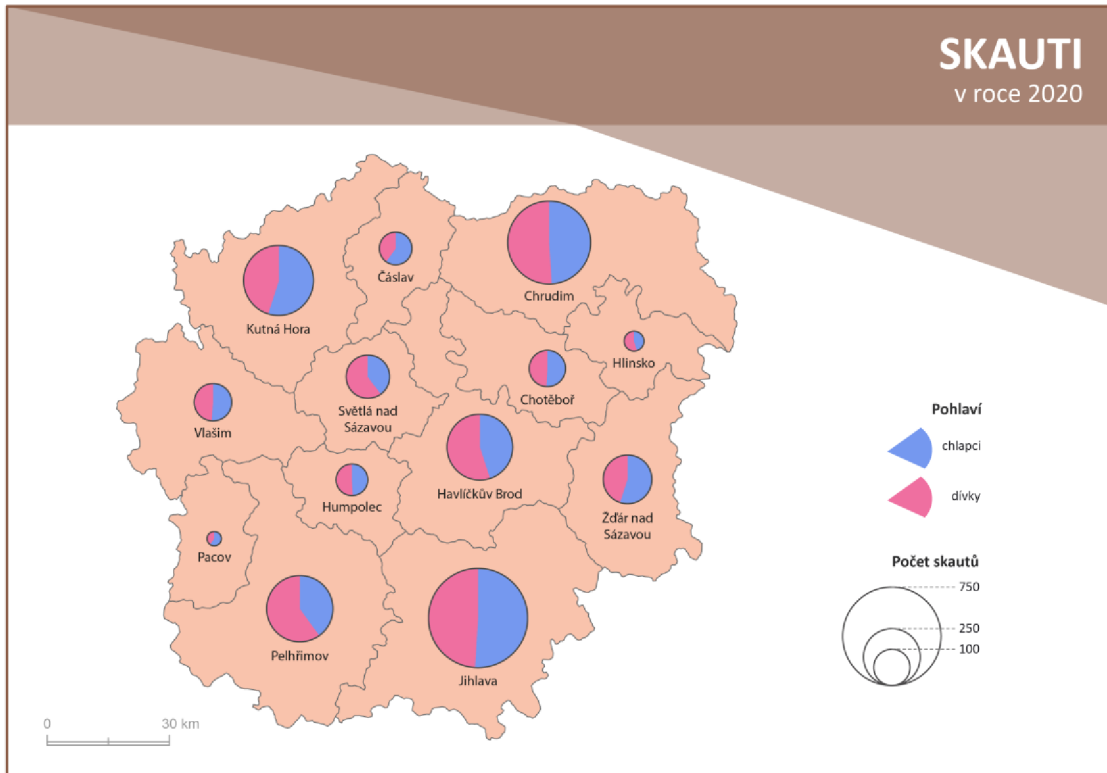 SKAUTI
v roce 2020
Čáslav
Chrudim
Kutná Hora
Hlinsko
Chotěboř
Světlá nad
Sázavou
Vlašim
Havlíčkův Brod
Humpolec
Žďár nad
Sázavou
Pacov
Pelhřimov
Jihlava
Pohlaví
chlapci
dívky
Počet skautů
750
250
100
0 30 km